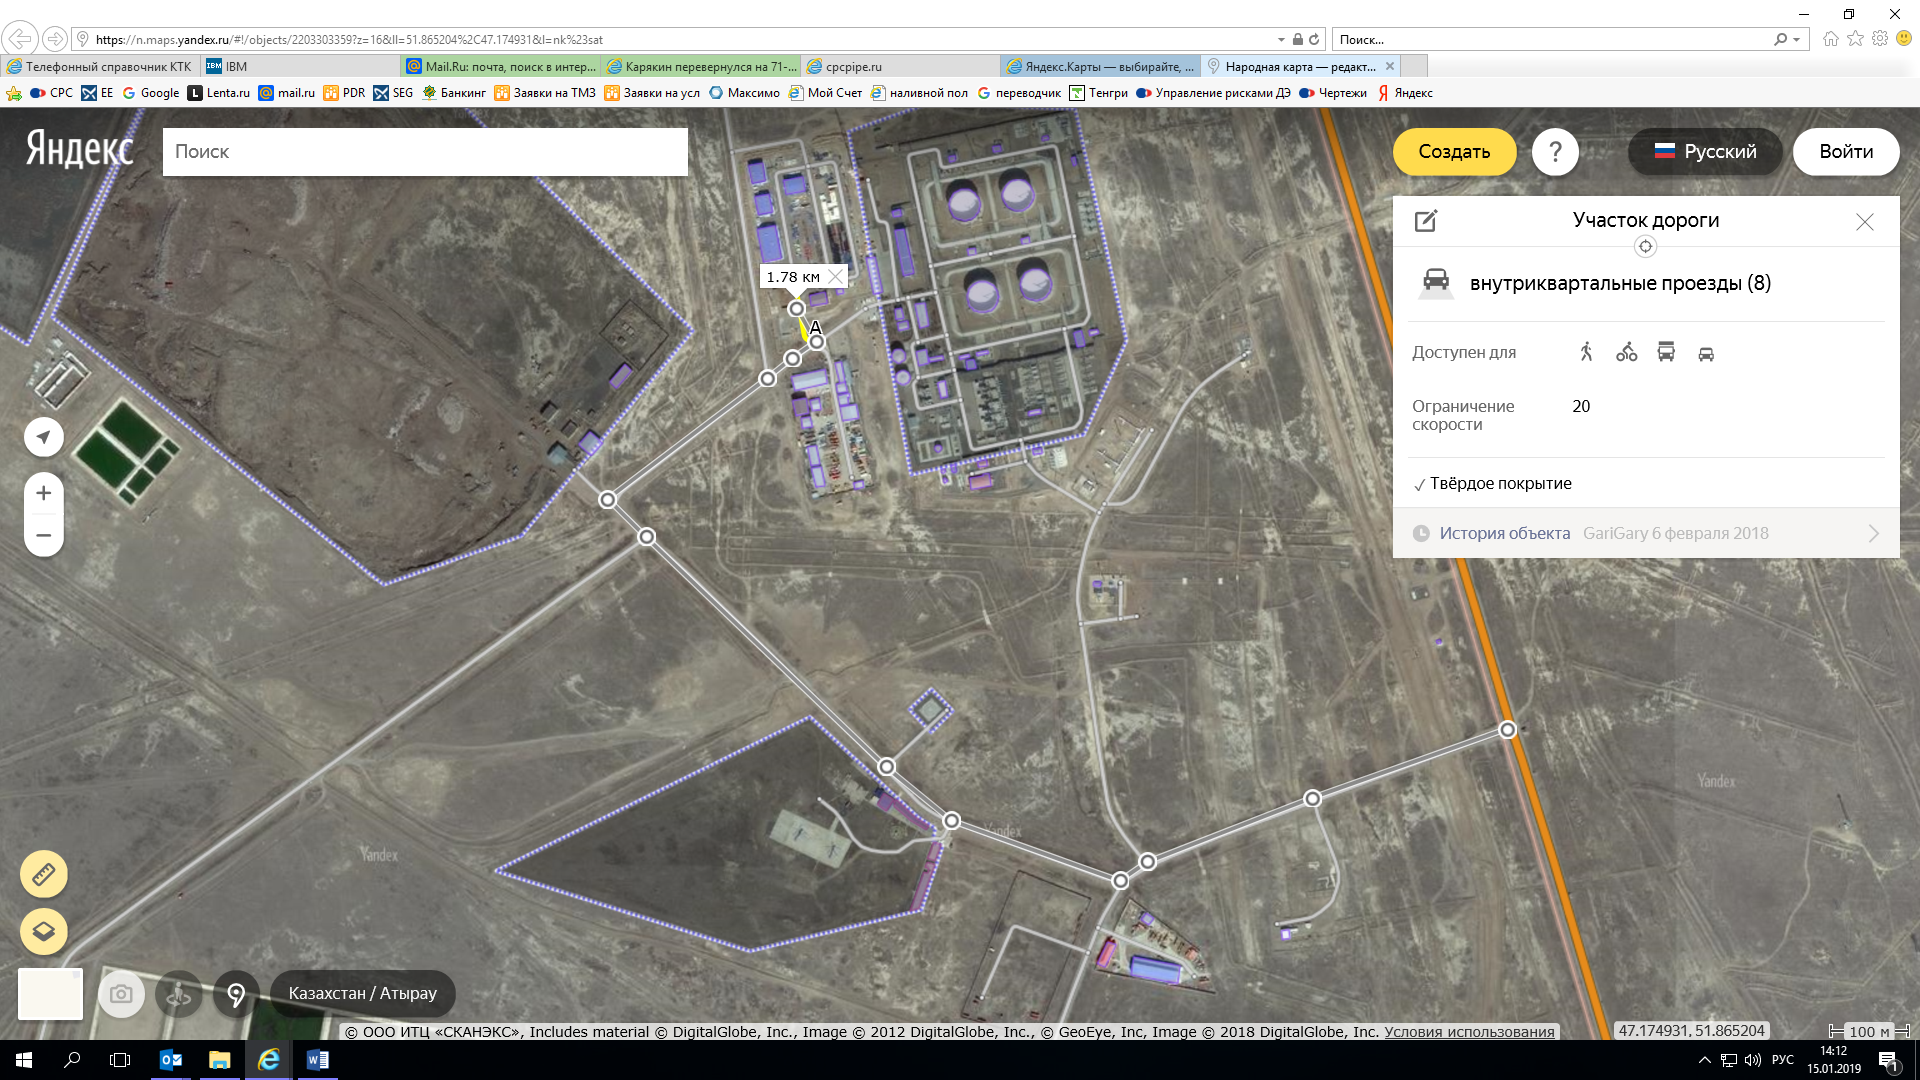 https://n.maps.yandex.ru/#!/objects/2203303359?z=16&ll=51.865204%2C47.174931&l=nk%23sat
Поиск...
Телефонный справочник КТК
IBM IBM
Mail.Ru: почта, поиск в интер...
Карякин перевернулся на 71-...
cpcpipe.ru
Яндекс.Карты — выбирайте, ...
Народная карта — редакт...
CPC EE Google Lenta.ru mail.ru PDR SEG Банкинг Заявки на ТМЗ Заявки на усл Максимо Мой Счет наливной пол переводчик Тенгри Управление рисками ДЭ Чертежи Яндекс
Яндекс
Поиск
Создать
?
Русский
Войти
Участок дороги
внутриквартальные проезды (8)
Доступен для
Ограничение скорости
20
Твёрдое покрытие
История объекта GariGary 6 февраля 2018
1.78 км
A
Yandex
Yandex
Yandex
Казахстан / Атырау
© ООО ИТЦ «СКАНЭКС», Includes material © DigitalGlobe, Inc., Image © 2012 DigitalGlobe, Inc., © GeoEye, Inc, Image © 2018 DigitalGlobe, Inc. Условия использования
47.174931, 51.865204
100 м
РУС
14:12
15.01.2019
1